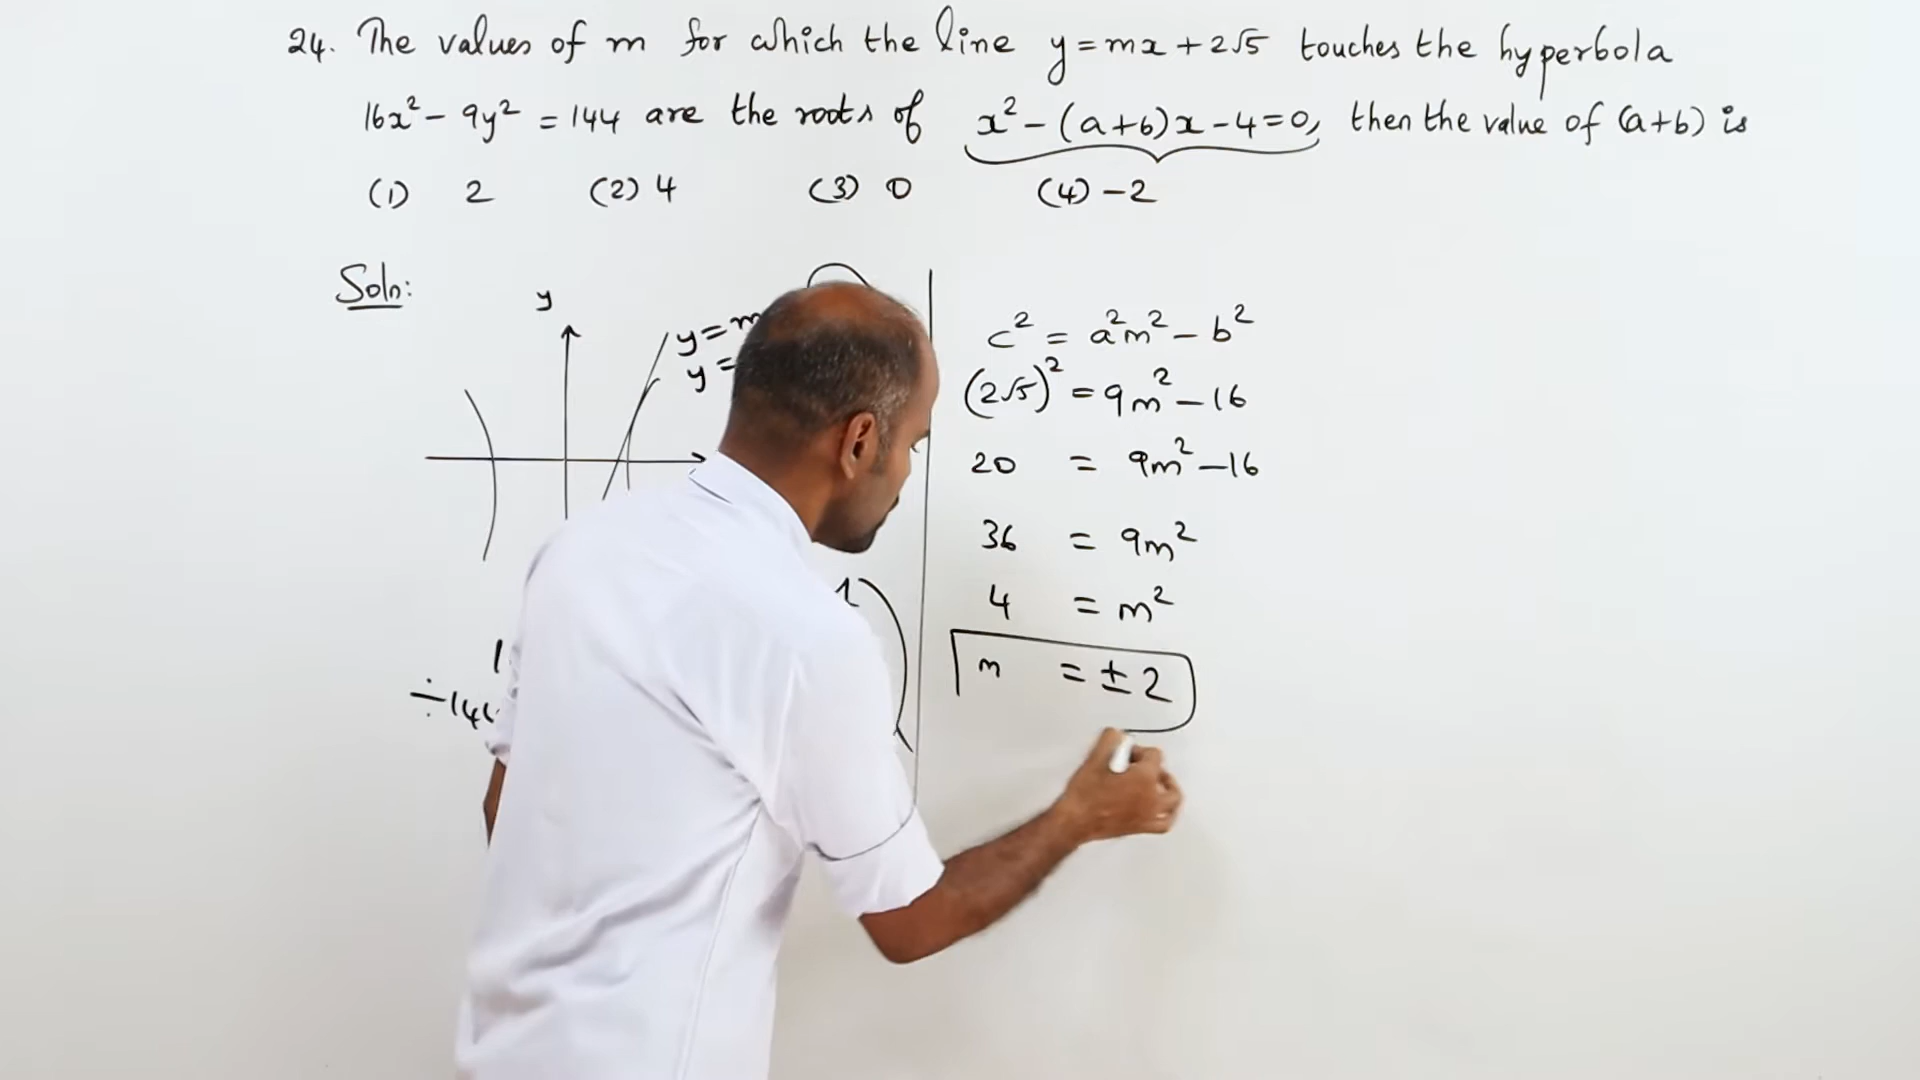 24. The values of m for which the line y = mx + 2√5 touches the hyperbola
16x² - 9y² = 144 are the roots of x² - (a+b)x - 4 = 0, then the value of (a+b) is
(1) 2 (2) 4 (3) 0 (4) -2
Soln:
y
y = m
y =
÷ 144
c² = a²m² - b²
(2√5)² = 9m² - 16
20 = 9m² - 16
36 = 9m²
4 = m²
m = ± 2